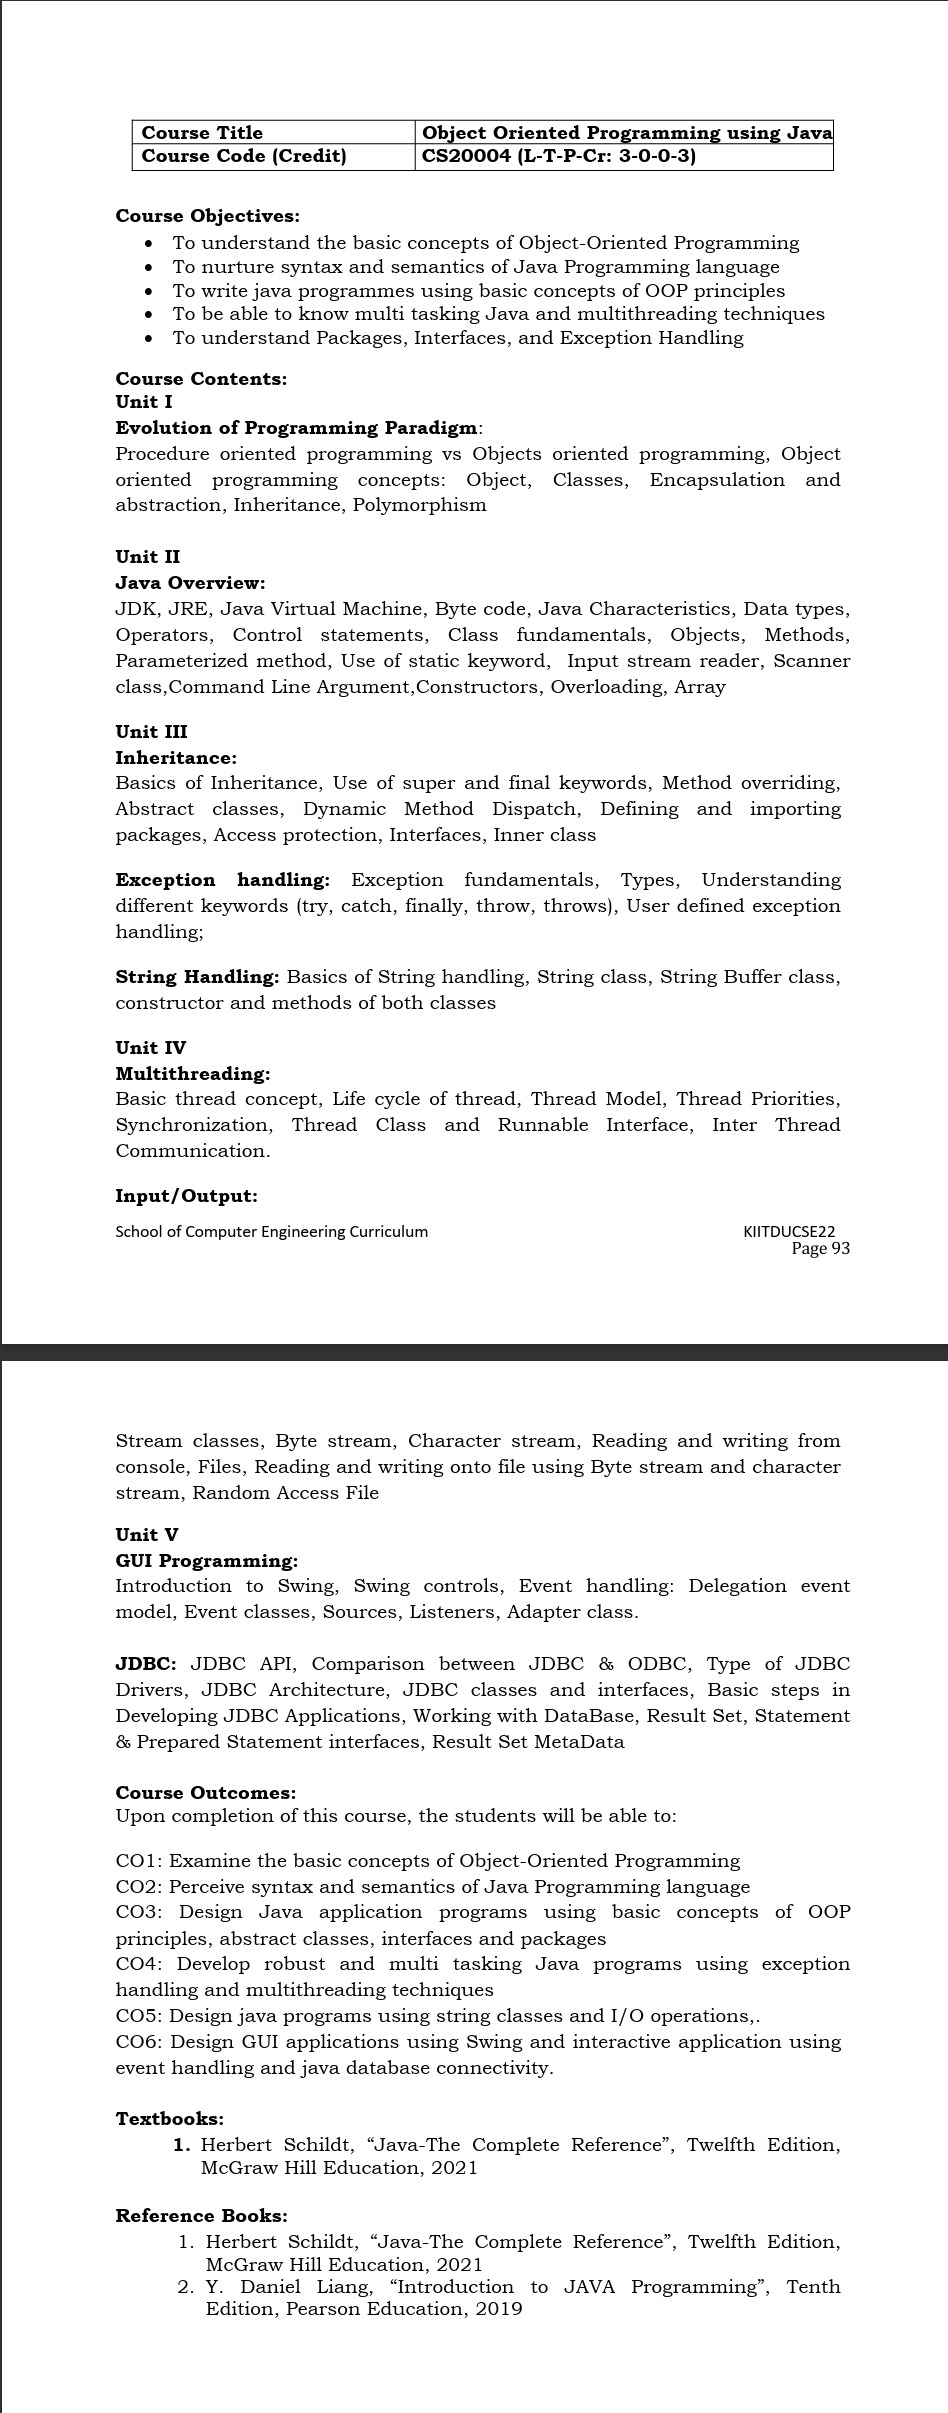 Course Title Object Oriented Programming using Java
Course Code (Credit) CS20004 (L-T-P-Cr: 3-0-0-3)
Course Objectives:
• To understand the basic concepts of Object-Oriented Programming
• To nurture syntax and semantics of Java Programming language
• To write java programmes using basic concepts of OOP principles
• To be able to know multi tasking Java and multithreading techniques
• To understand Packages, Interfaces, and Exception Handling
Course Contents:
Unit I
Evolution of Programming Paradigm:
Procedure oriented programming vs Objects oriented programming, Object
oriented programming concepts: Object, Classes, Encapsulation and
abstraction, Inheritance, Polymorphism
Unit II
Java Overview:
JDK, JRE, Java Virtual Machine, Byte code, Java Characteristics, Data types,
Operators, Control statements, Class fundamentals, Objects, Methods,
Parameterized method, Use of static keyword, Input stream reader, Scanner
class,Command Line Argument,Constructors, Overloading, Array
Unit III
Inheritance:
Basics of Inheritance, Use of super and final keywords, Method overriding,
Abstract classes, Dynamic Method Dispatch, Defining and importing
packages, Access protection, Interfaces, Inner class
Exception handling: Exception fundamentals, Types, Understanding
different keywords (try, catch, finally, throw, throws), User defined exception
handling;
String Handling: Basics of String handling, String class, String Buffer class,
constructor and methods of both classes
Unit IV
Multithreading:
Basic thread concept, Life cycle of thread, Thread Model, Thread Priorities,
Synchronization, Thread Class and Runnable Interface, Inter Thread
Communication.
Input/Output:
School of Computer Engineering Curriculum KIITDUCSE22
Page 93
Stream classes, Byte stream, Character stream, Reading and writing from
console, Files, Reading and writing onto file using Byte stream and character
stream, Random Access File
Unit V
GUI Programming:
Introduction to Swing, Swing controls, Event handling: Delegation event
model, Event classes, Sources, Listeners, Adapter class.
JDBC: JDBC API, Comparison between JDBC & ODBC, Type of JDBC
Drivers, JDBC Architecture, JDBC classes and interfaces, Basic steps in
Developing JDBC Applications, Working with DataBase, Result Set, Statement
& Prepared Statement interfaces, Result Set MetaData
Course Outcomes:
Upon completion of this course, the students will be able to:
CO1: Examine the basic concepts of Object-Oriented Programming
CO2: Perceive syntax and semantics of Java Programming language
CO3: Design Java application programs using basic concepts of OOP
principles, abstract classes, interfaces and packages
CO4: Develop robust and multi tasking Java programs using exception
handling and multithreading techniques
CO5: Design java programs using string classes and I/O operations,.
CO6: Design GUI applications using Swing and interactive application using
event handling and java database connectivity.
Textbooks:
1. Herbert Schildt, “Java-The Complete Reference”, Twelfth Edition,
McGraw Hill Education, 2021
Reference Books:
1. Herbert Schildt, “Java-The Complete Reference”, Twelfth Edition,
McGraw Hill Education, 2021
2. Y. Daniel Liang, “Introduction to JAVA Programming”, Tenth
Edition, Pearson Education, 2019